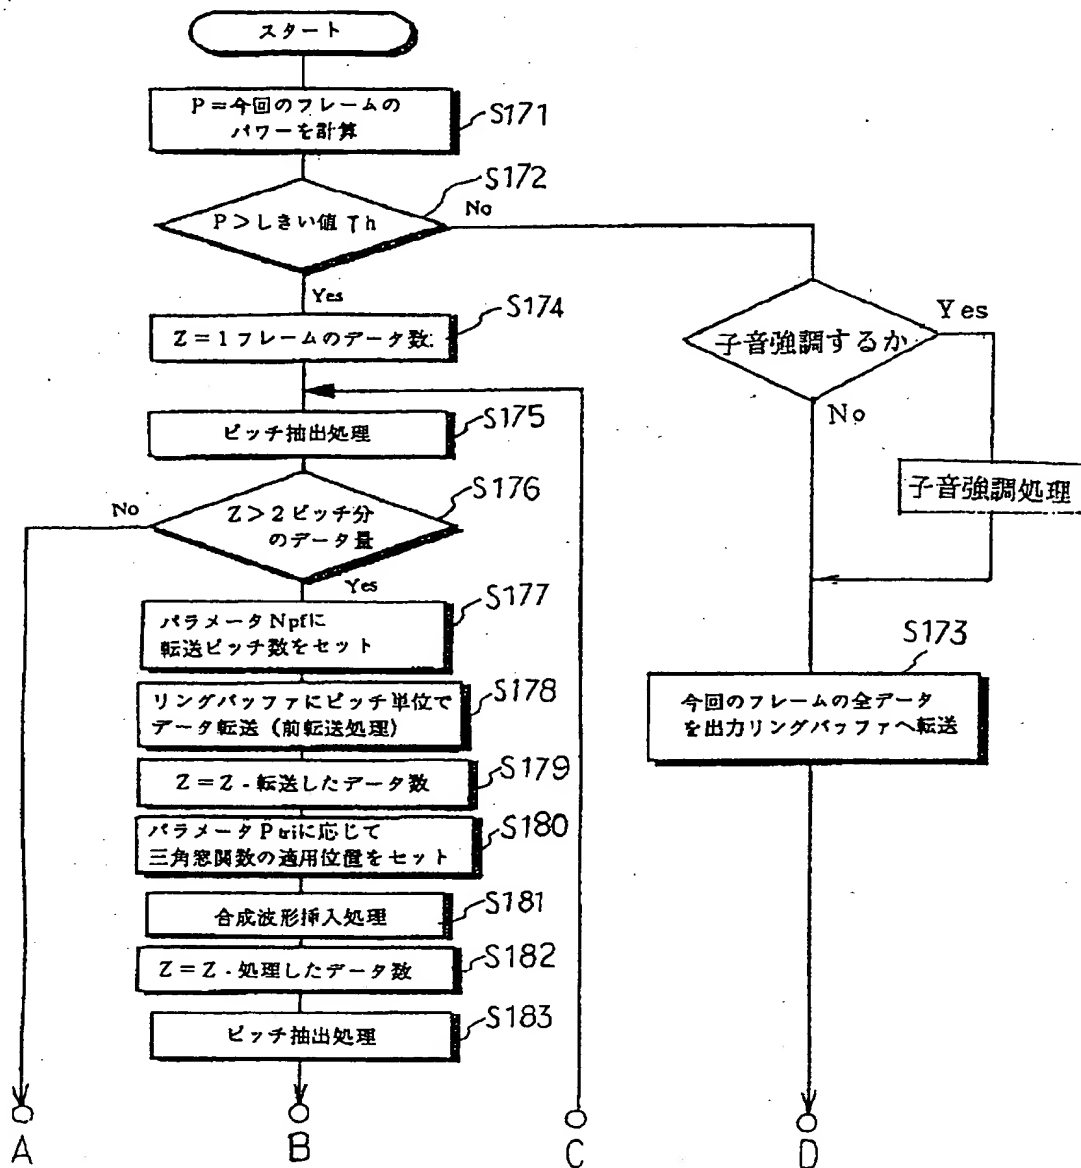 スタート
P=今回のフレームの
パワーを計算
S171
P>しきい値Th
S172
No
Yes
Z=1フレームのデータ数
S174
子音強調するか
Yes
No
ピッチ抽出処理
S175
子音強調処理
Z>2ピッチ分
のデータ量
S176
No
Yes
パラメータNpfに
転送ピッチ数をセット
S177
今回のフレームの全データ
を出力リングバッファへ転送
S173
リングバッファにピッチ単位で
データ転送（前転送処理）
S178
Z=Z-転送したデータ数
S179
パラメータPtriに応じて
三角窓関数の適用位置をセット
S180
合成波形挿入処理
S181
Z=Z-処理したデータ数
S182
ピッチ抽出処理
S183
A
B
C
D